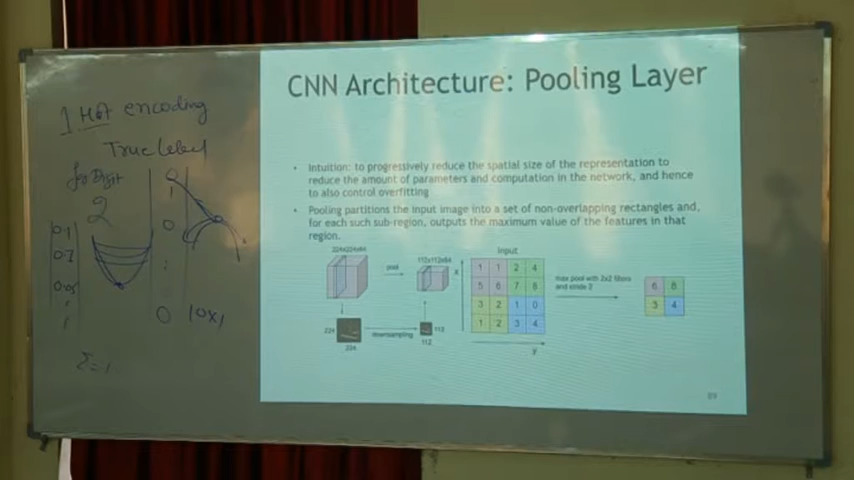 1 Hot encoding
True label
for Digit
2
0
1
0
:
0
10x1
0.1
0.7
0.05
Σ=1
CNN Architecture: Pooling Layer
• Intuition: to progressively reduce the spatial size of the representation to
reduce the amount of parameters and computation in the network, and hence
to also control overfitting
• Pooling partitions the input image into a set of non-overlapping rectangles and,
for each such sub-region, outputs the maximum value of the features in that
region.
224x224x64
pool
112x112x64
224
224
downsampling
112
112
Input
X
1 1 2 4
5 6 7 8
3 2 1 0
1 2 3 4
Y
max pool with 2x2 filters
and stride 2
6 8
3 4
69